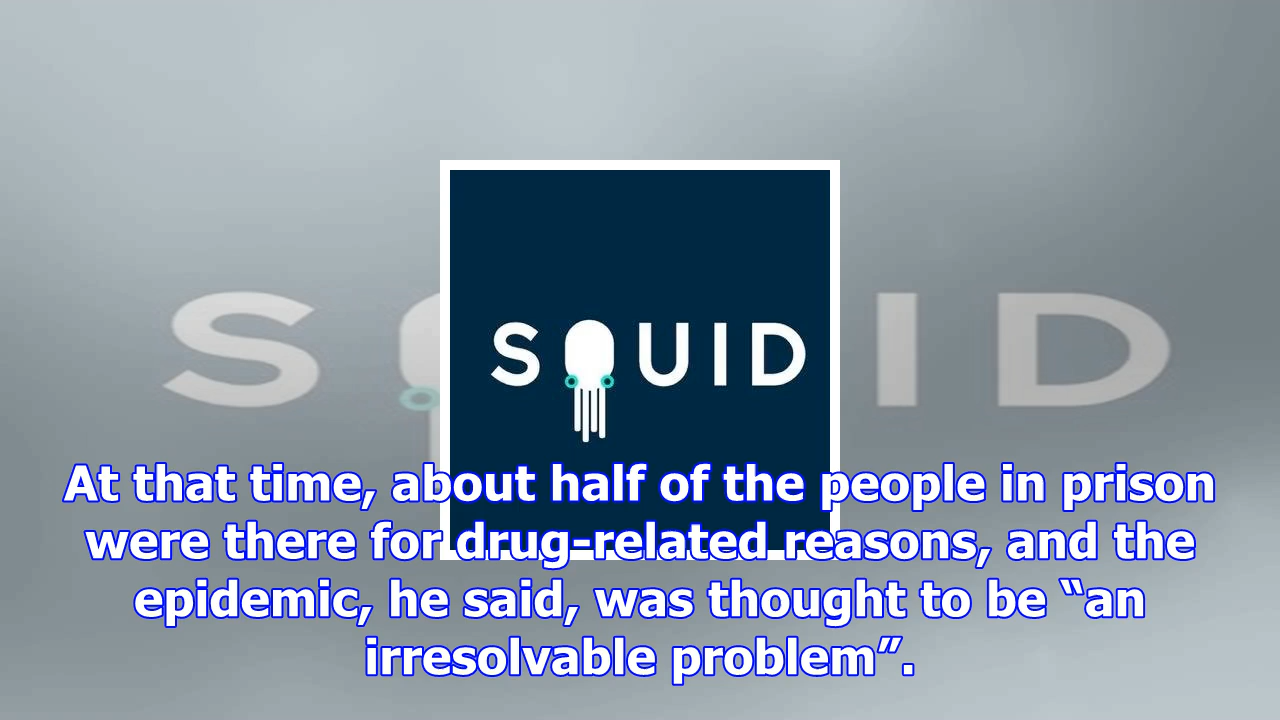 SQUID
At that time, about half of the people in prison
were there for drug-related reasons, and the
epidemic, he said, was thought to be “an
irresolvable problem”.